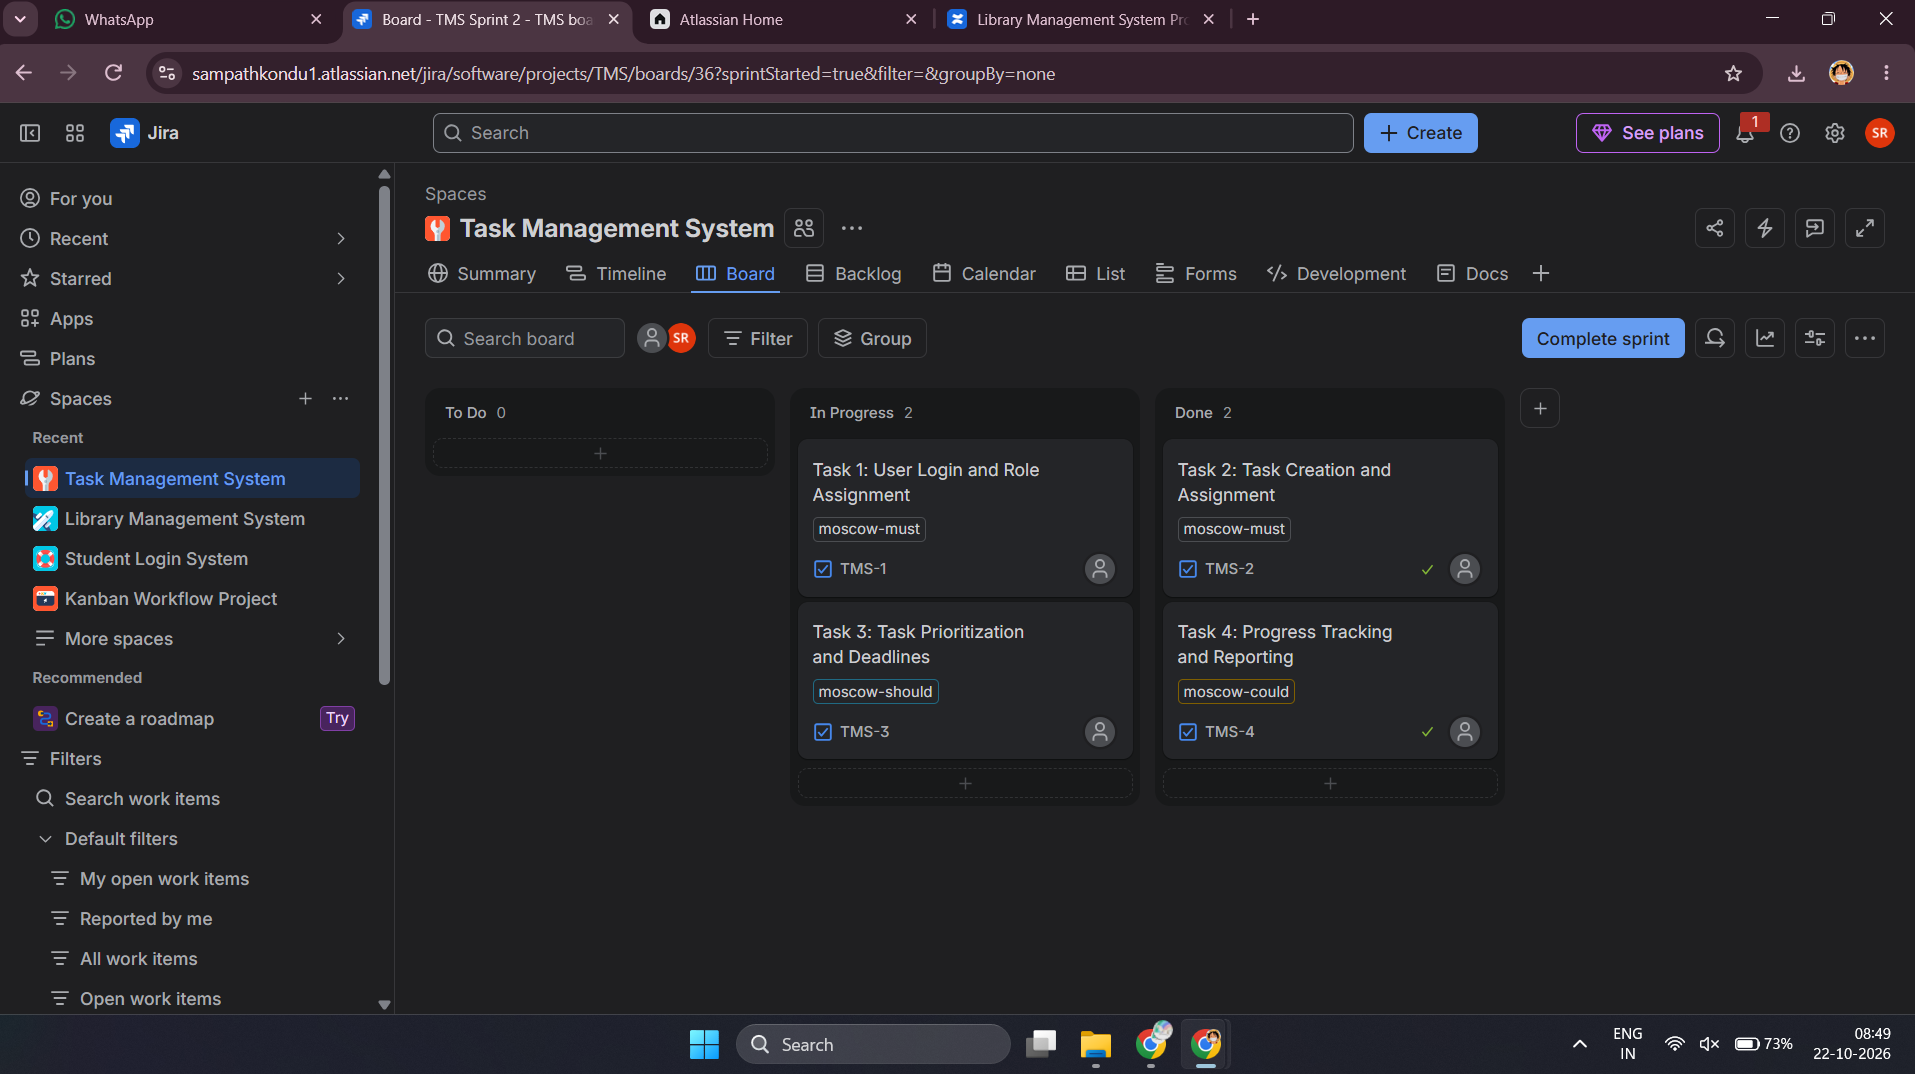 WhatsApp
Board - TMS Sprint 2 - TMS boa
Atlassian Home
Library Management System Pr
sampathkondu1.atlassian.net/jira/software/projects/TMS/boards/36?sprintStarted=true&filter=&groupBy=none
Jira
Search
Create
See plans
1
SR
For you
Recent
Starred
Apps
Plans
Spaces
Recent
Task Management System
Library Management System
Student Login System
Kanban Workflow Project
More spaces
Recommended
Create a roadmap
Try
Filters
Search work items
Default filters
My open work items
Reported by me
All work items
Open work items
Spaces
Task Management System
Summary
Timeline
Board
Backlog
Calendar
List
Forms
Development
Docs
Search board
SR
Filter
Group
Complete sprint
To Do 0
In Progress 2
Task 1: User Login and Role
Assignment
moscow-must
TMS-1
Task 3: Task Prioritization
and Deadlines
moscow-should
TMS-3
Done 2
Task 2: Task Creation and
Assignment
moscow-must
TMS-2
Task 4: Progress Tracking
and Reporting
moscow-could
TMS-4
Search
ENG
IN
73%
08:49
22-10-2026